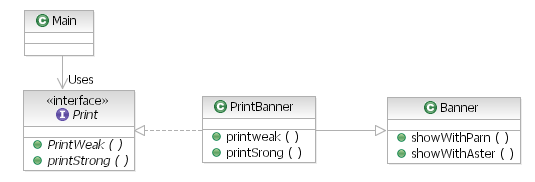 Main
Uses
«interface»
Print
PrintWeak ( )
printStrong ( )
PrintBanner
printweak ( )
printSrong ( )
Banner
showWithParn ( )
showWithAster ( )